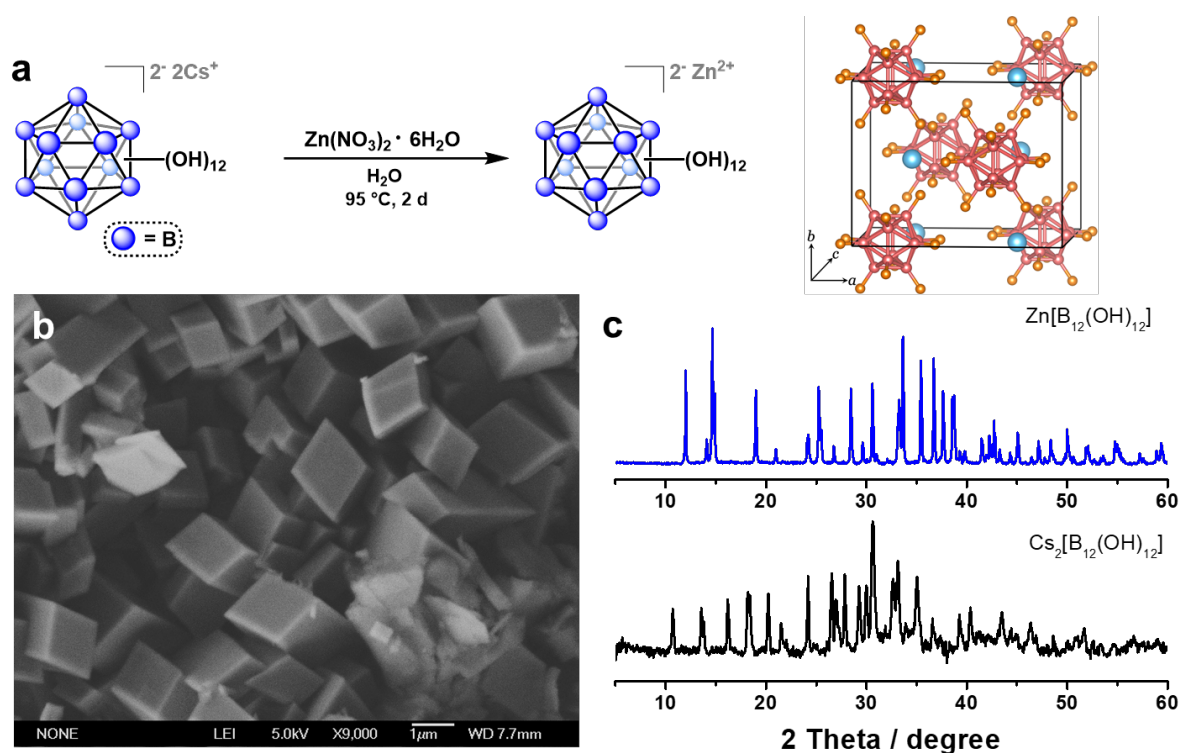 a
2- 2Cs⁺
(OH)₁₂
= B
Zn(NO₃)₂ · 6H₂O
H₂O
95 °C, 2 d
2- Zn²⁺
(OH)₁₂
b
c
a
b
NONE LEI 5.0kV X9,000 1μm WD 7.7mm
c
Zn[B₁₂(OH)₁₂]
10 20 30 40 50 60
Cs₂[B₁₂(OH)₁₂]
10 20 30 40 50 60
2 Theta / degree